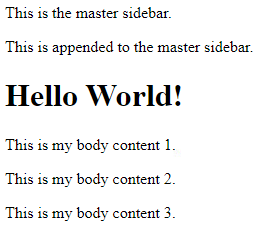 This is the master sidebar.
This is appended to the master sidebar.
Hello World!
This is my body content 1.
This is my body content 2.
This is my body content 3.